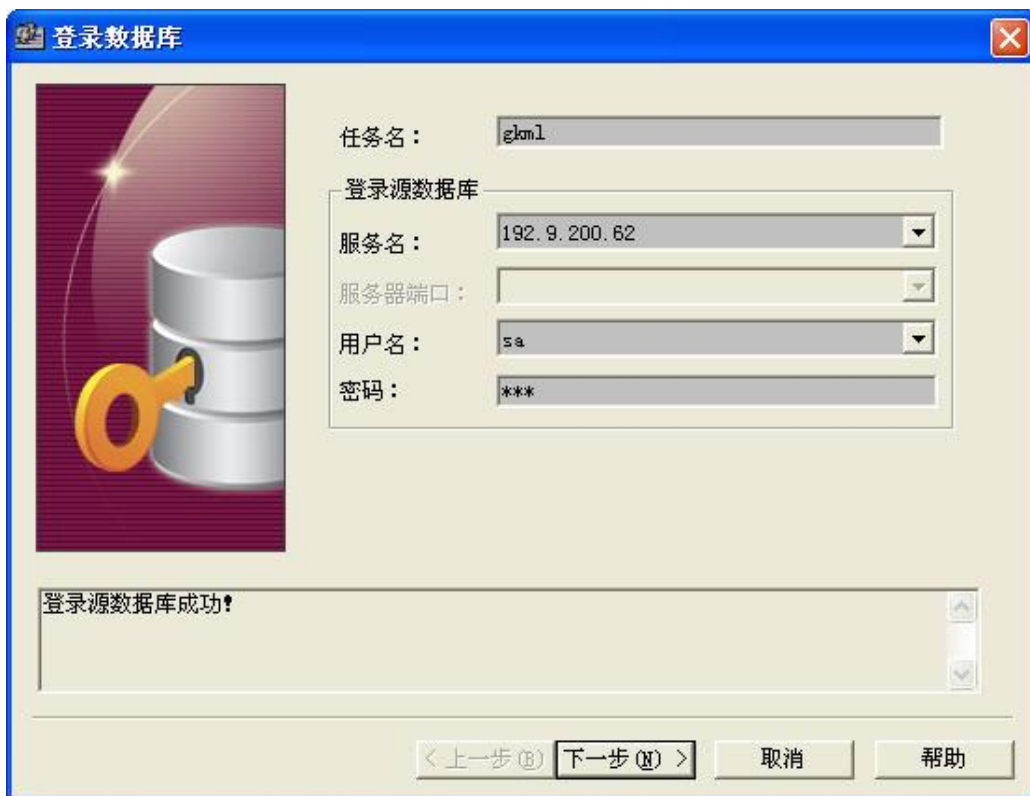 登录数据库
任务名： gkml
登录源数据库
服务名： 192.9.200.62
服务器端口：
用户名： sa
密码： ***
登录源数据库成功!
< 上一步(B) 下一步(N) > 取消 帮助